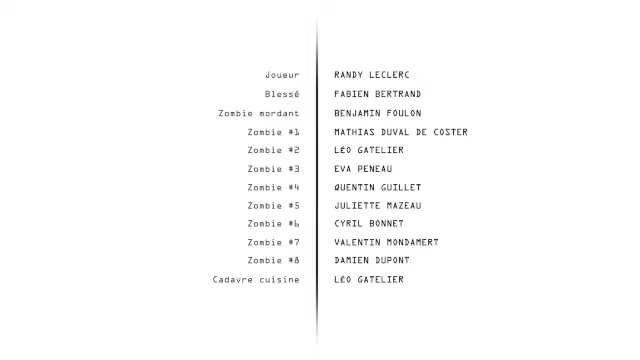 Joueur RANDY LECLERC
Blessé FABIEN BERTRAND
Zombie mordant BENJAMIN FOULON
Zombie #1 MATHIAS DUVAL DE COSTER
Zombie #2 LÉO GATELIER
Zombie #3 EVA PENEAU
Zombie #4 QUENTIN GUILLET
Zombie #5 JULIETTE MAZEAU
Zombie #6 CYRIL BONNET
Zombie #7 VALENTIN MONDAMERT
Zombie #8 DAMIEN DUPONT
Cadavre cuisine LÉO GATELIER